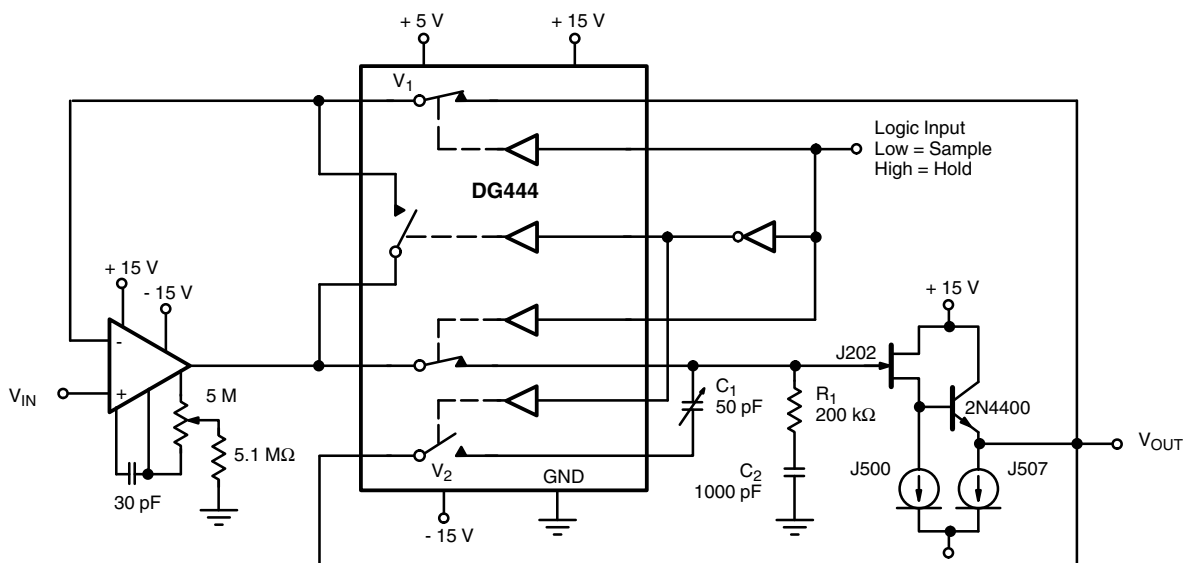 + 5 V
+ 15 V
V1
Logic Input
Low = Sample
High = Hold
DG444
+ 15 V
- 15 V
-
+
VIN
5 M
5.1 MΩ
30 pF
V2
GND
- 15 V
C1
50 pF
R1
200 kΩ
C2
1000 pF
+ 15 V
J202
2N4400
VOUT
J500
J507